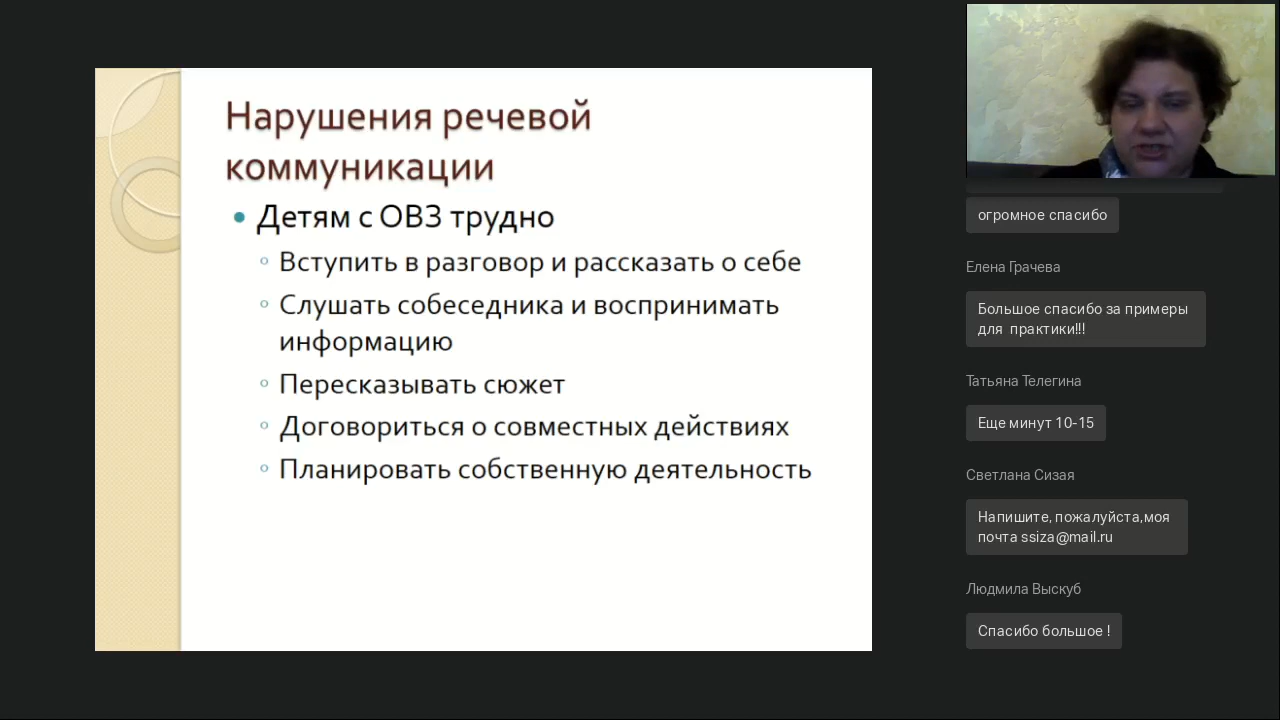 Нарушения речевой
коммуникации
Детям с ОВЗ трудно
Вступить в разговор и рассказать о себе
Слушать собеседника и воспринимать
информацию
Пересказывать сюжет
Договориться о совместных действиях
Планировать собственную деятельность
огромное спасибо
Елена Грачева
Большое спасибо за примеры
для практики!!!
Татьяна Телегина
Еще минут 10-15
Светлана Сизая
Напишите, пожалуйста,моя
почта ssiza@mail.ru
Людмила Выскуб
Спасибо большое !